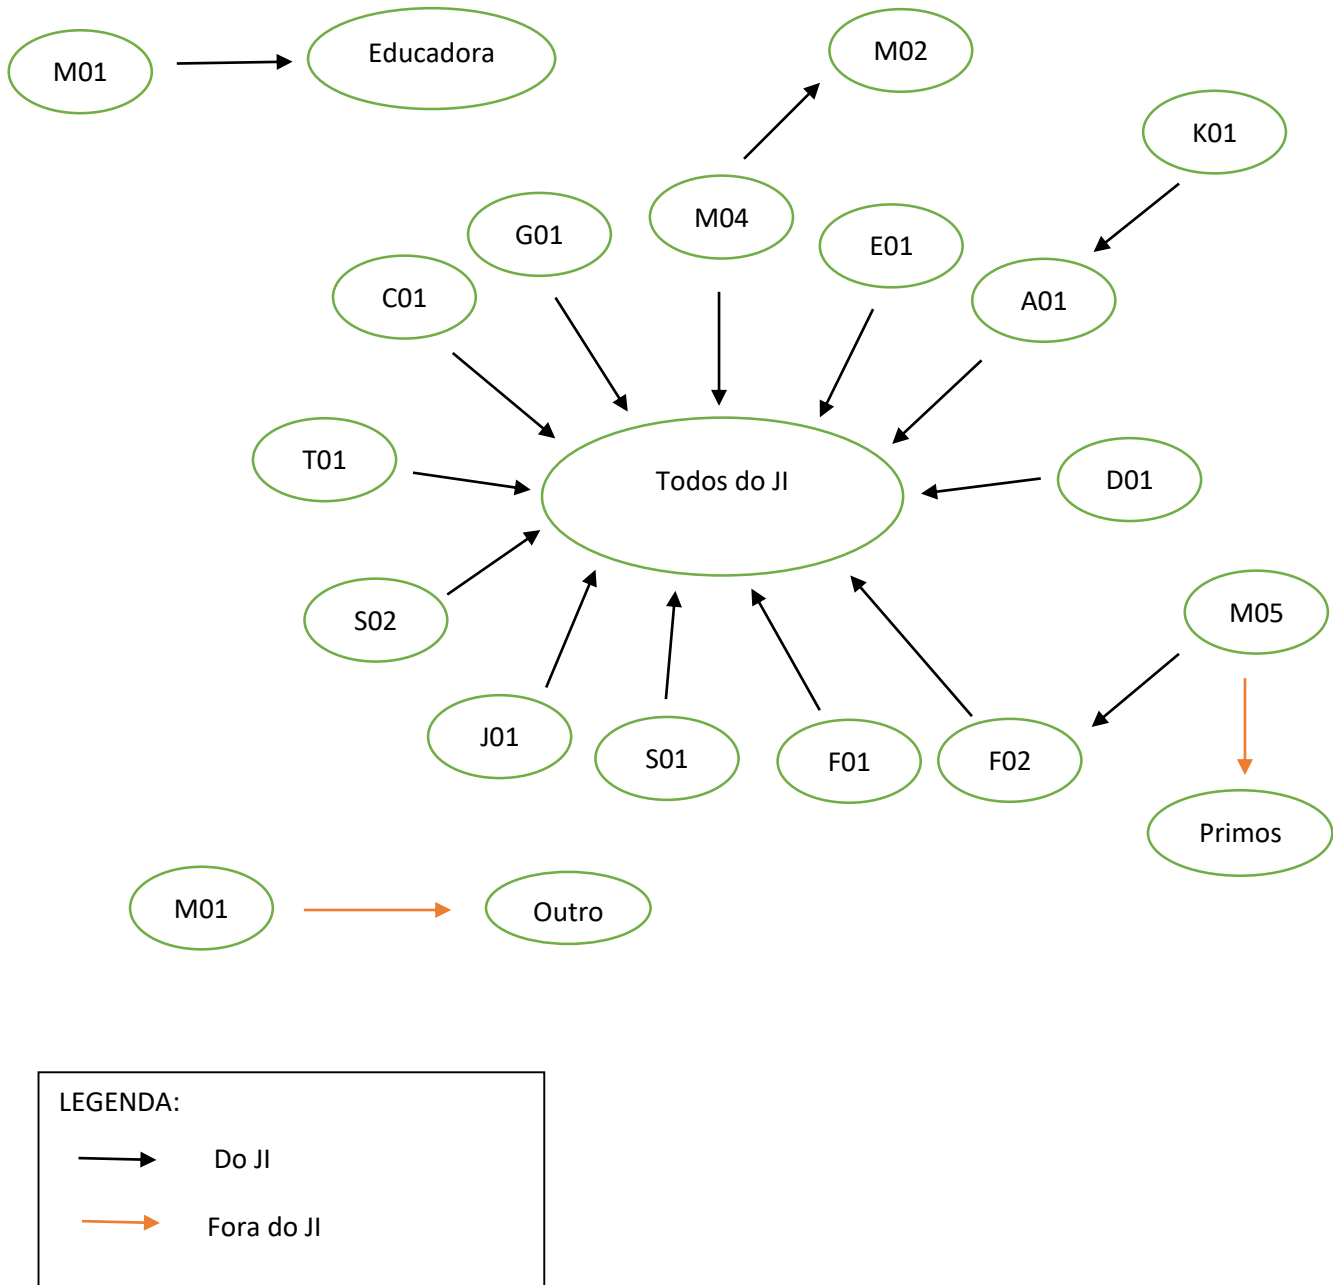 M01
Educadora
M02
K01
M04
G01
E01
C01
A01
T01
Todos do JI
D01
S02
M05
J01
S01
F01
F02
Primos
M01
Outro
LEGENDA:
Do JI
Fora do JI